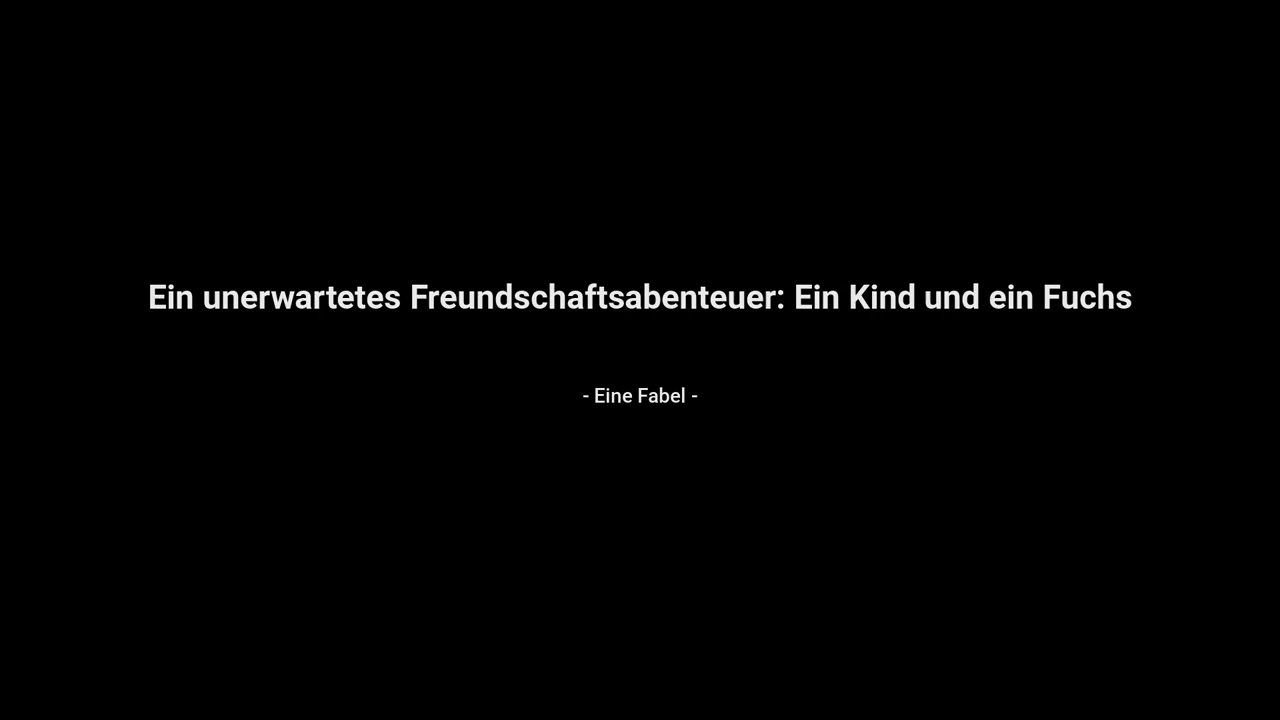 Ein unerwartetes Freundschaftsabenteuer: Ein Kind und ein Fuchs
- Eine Fabel -